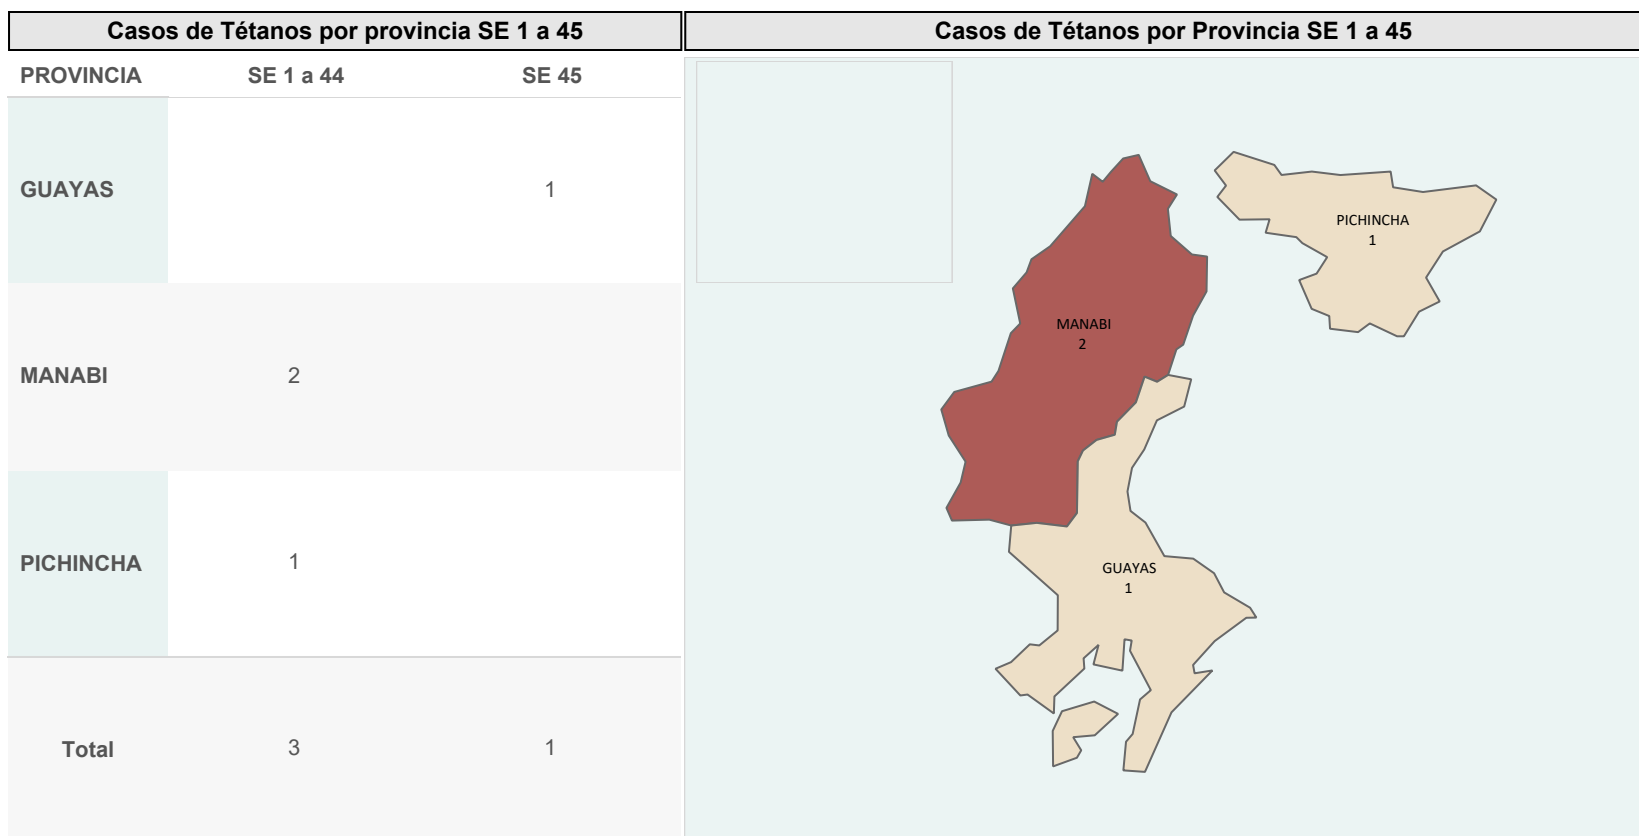 Casos de Tétanos por provincia SE 1 a 45
PROVINCIA SE 1 a 44 SE 45
GUAYAS 1
MANABI 2
PICHINCHA 1
Total 3 1
Casos de Tétanos por Provincia SE 1 a 45
PICHINCHA
1
MANABI
2
GUAYAS
1